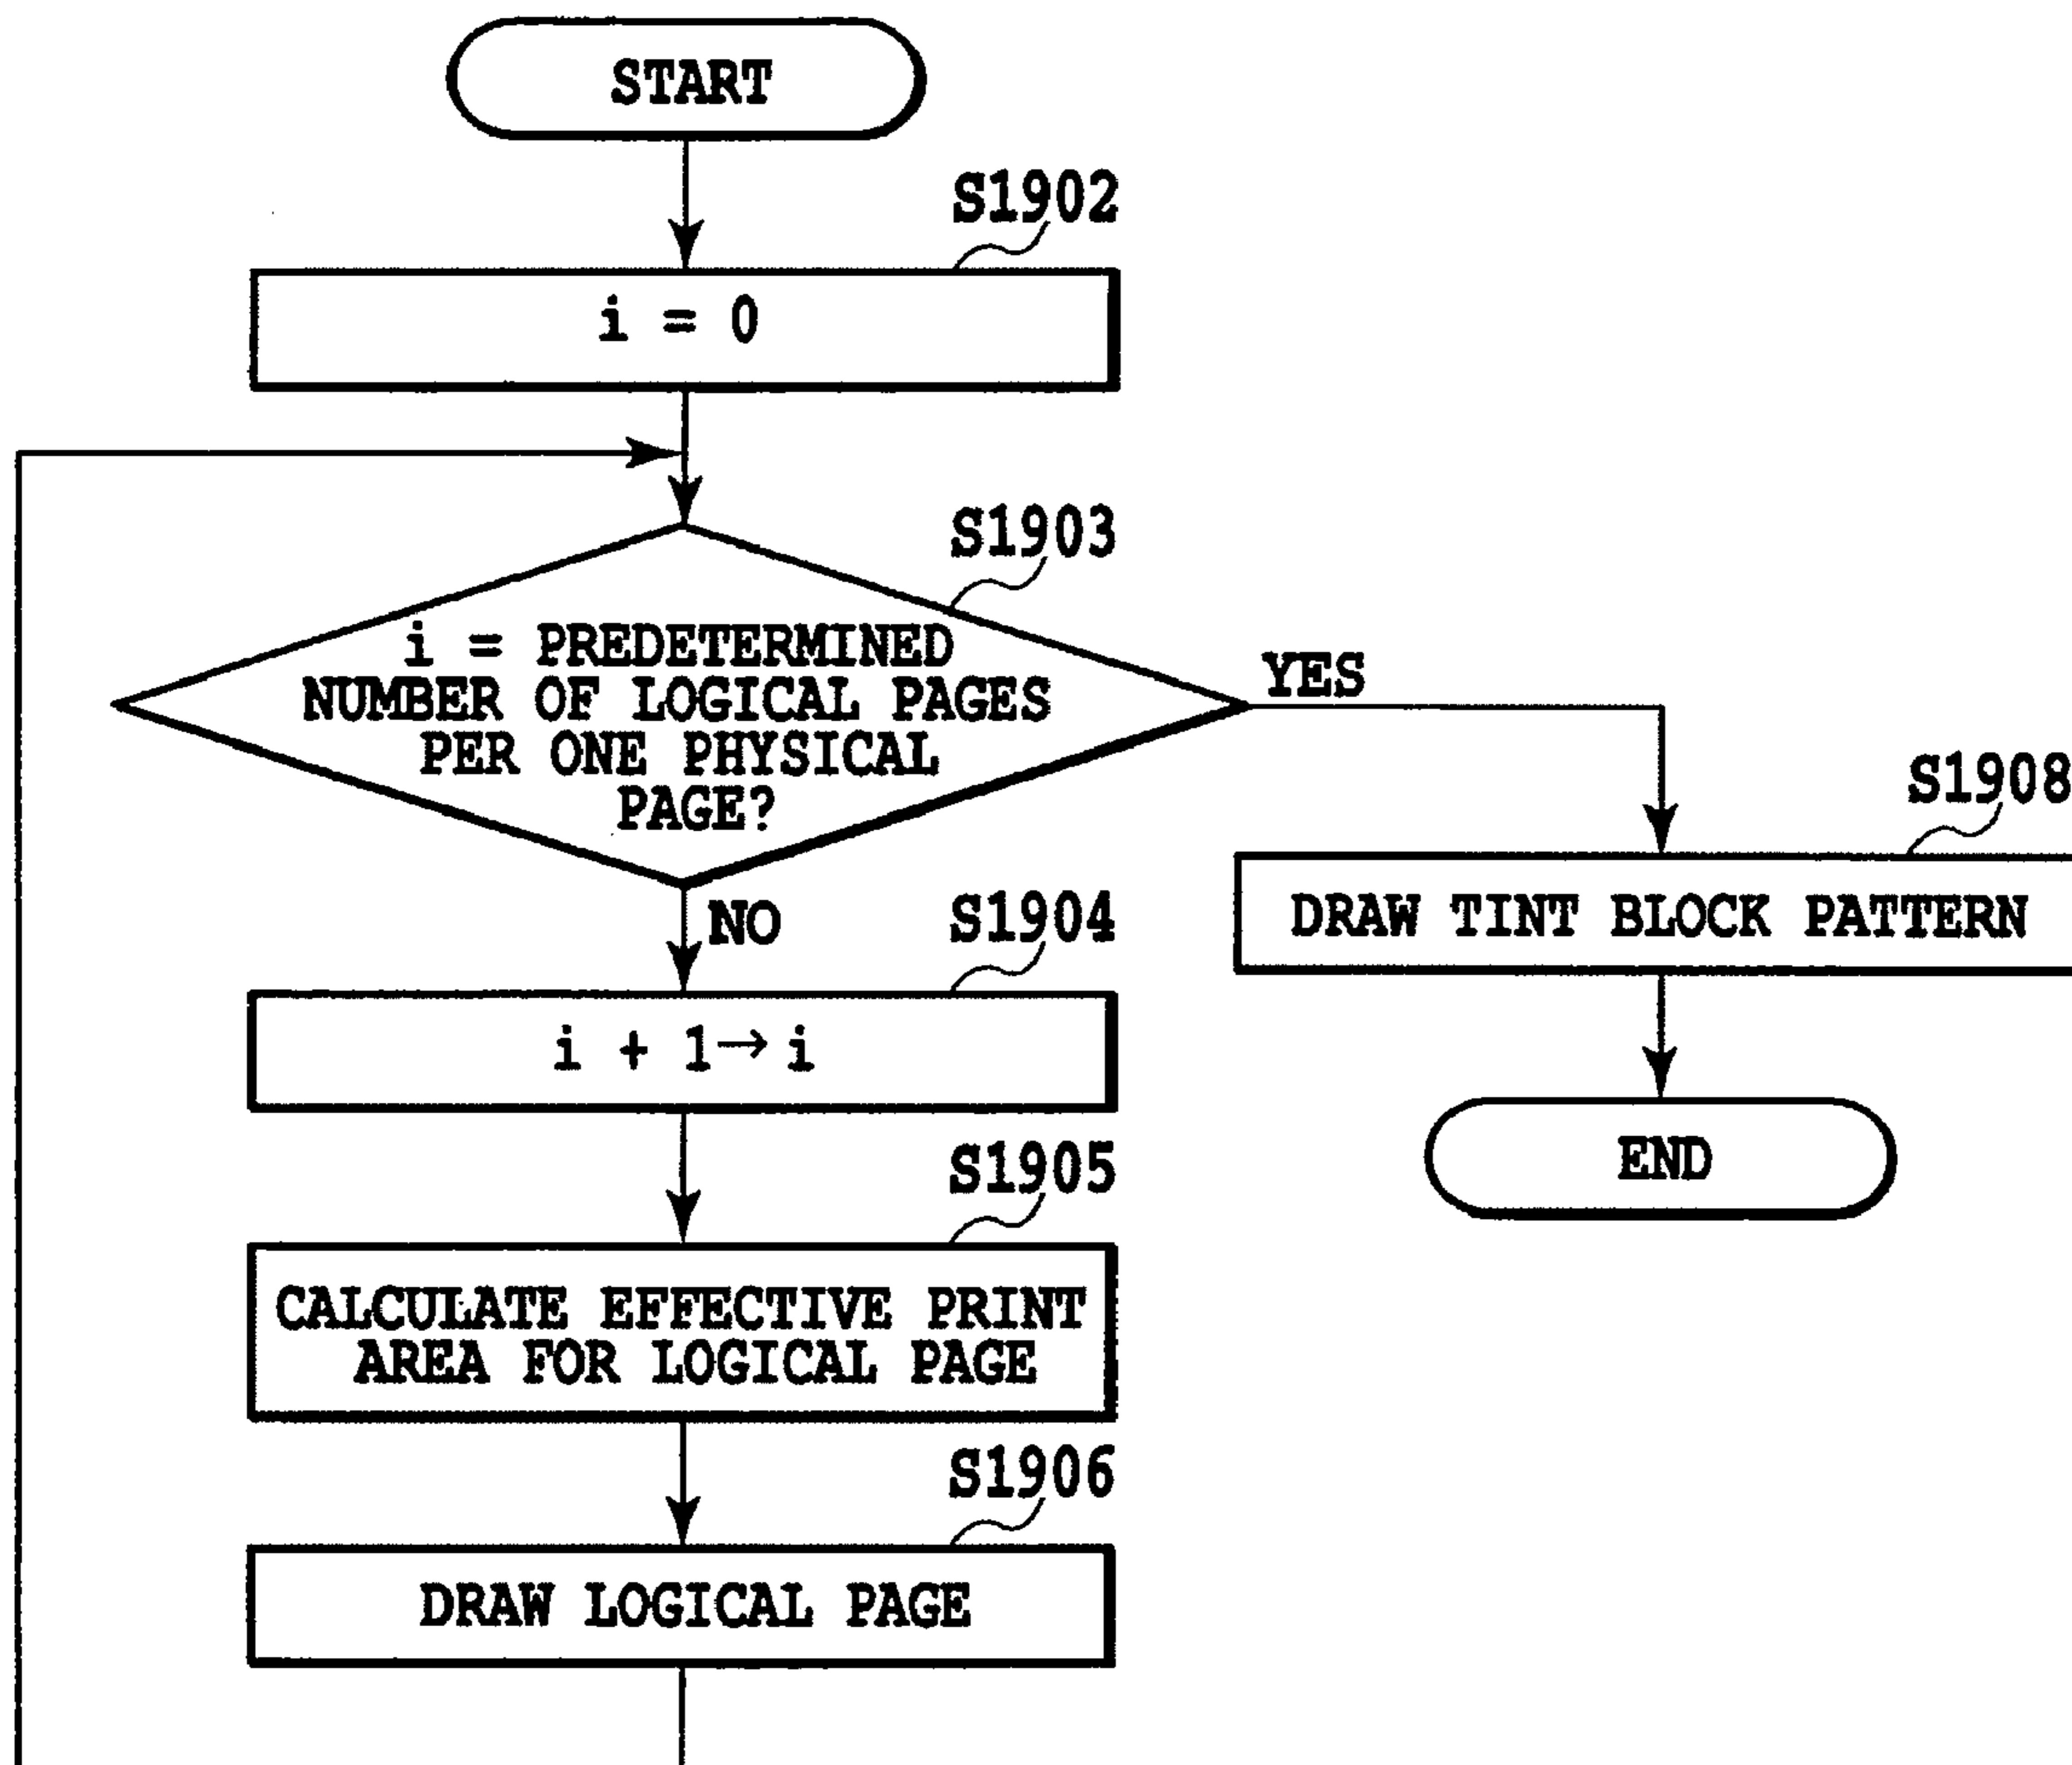 START
S1902
i = 0
S1903
i = PREDETERMINED
NUMBER OF LOGICAL PAGES
PER ONE PHYSICAL
PAGE?
YES
NO
S1904
i + 1→i
S1905
CALCULATE EFFECTIVE PRINT
AREA FOR LOGICAL PAGE
S1906
DRAW LOGICAL PAGE
S1908
DRAW TINT BLOCK PATTERN
END